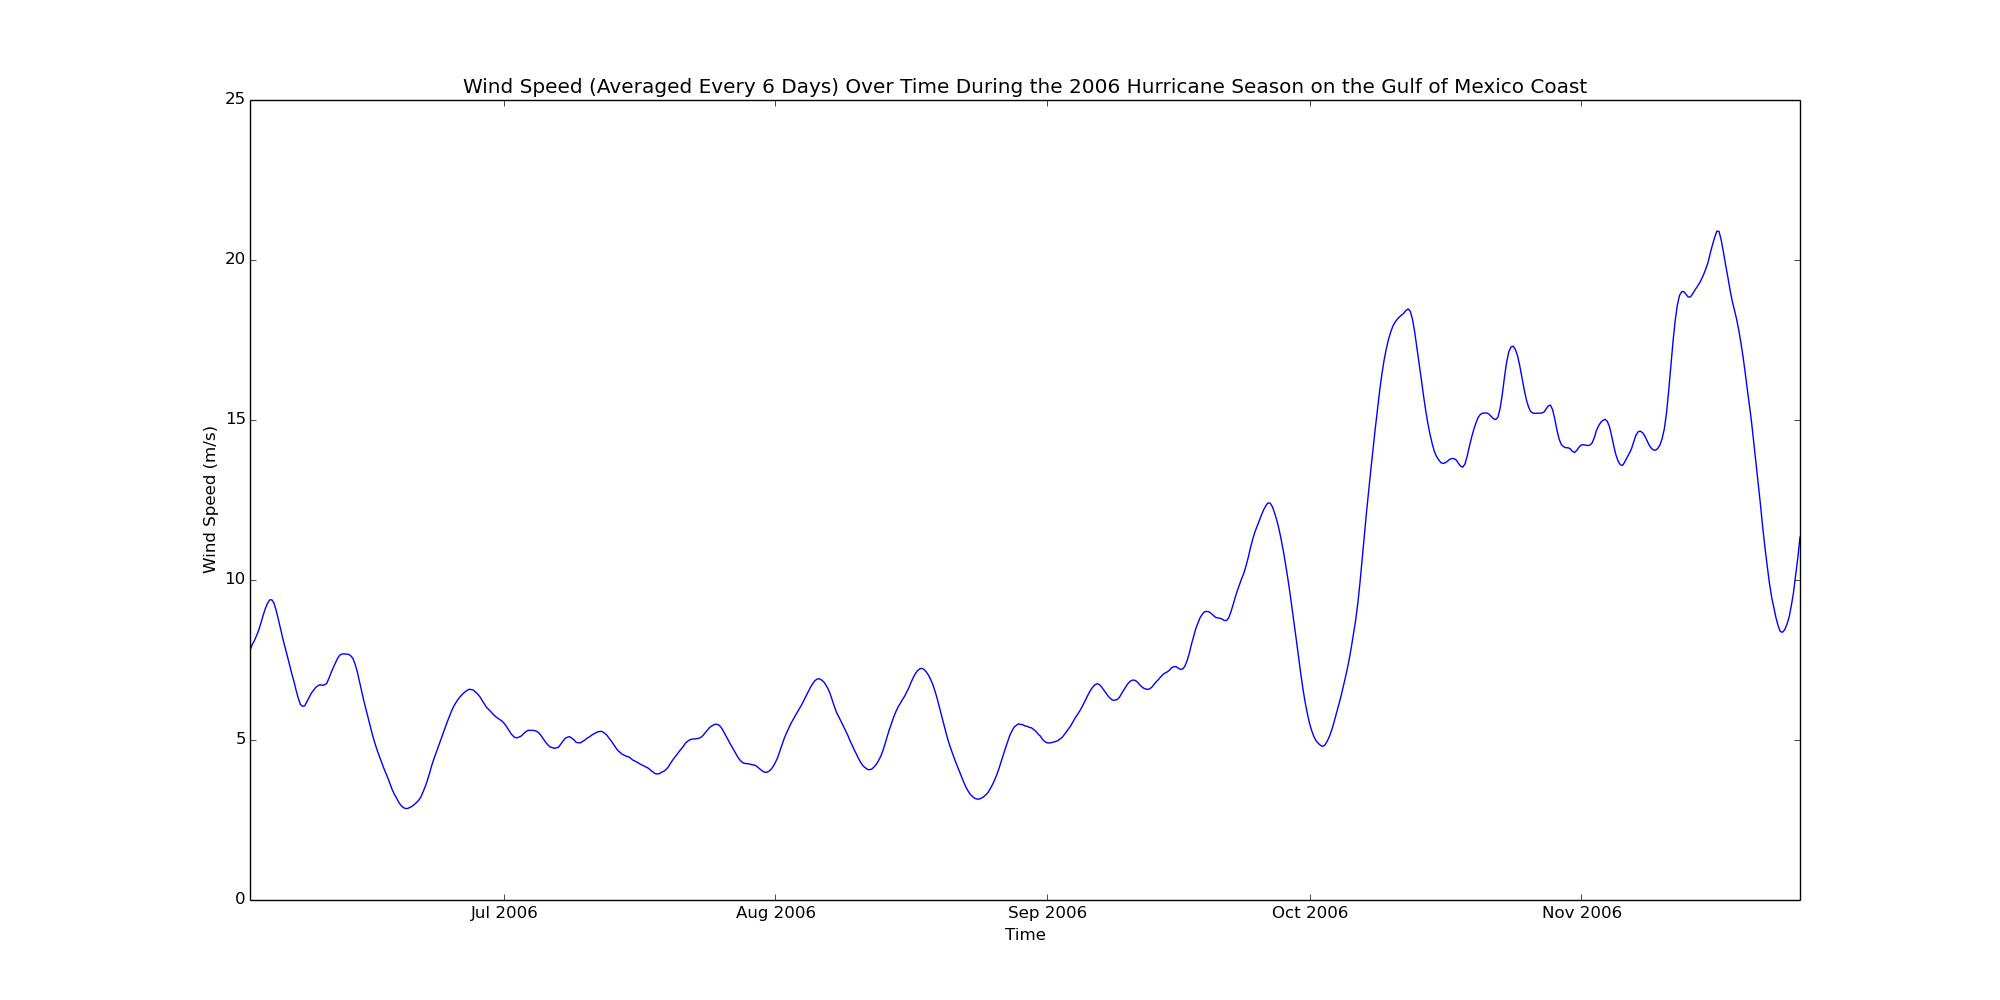 Wind Speed (Averaged Every 6 Days) Over Time During the 2006 Hurricane Season on the Gulf of Mexico Coast
25
20
15
10
5
0
Wind Speed (m/s)
Jul 2006 Aug 2006 Sep 2006 Oct 2006 Nov 2006
Time